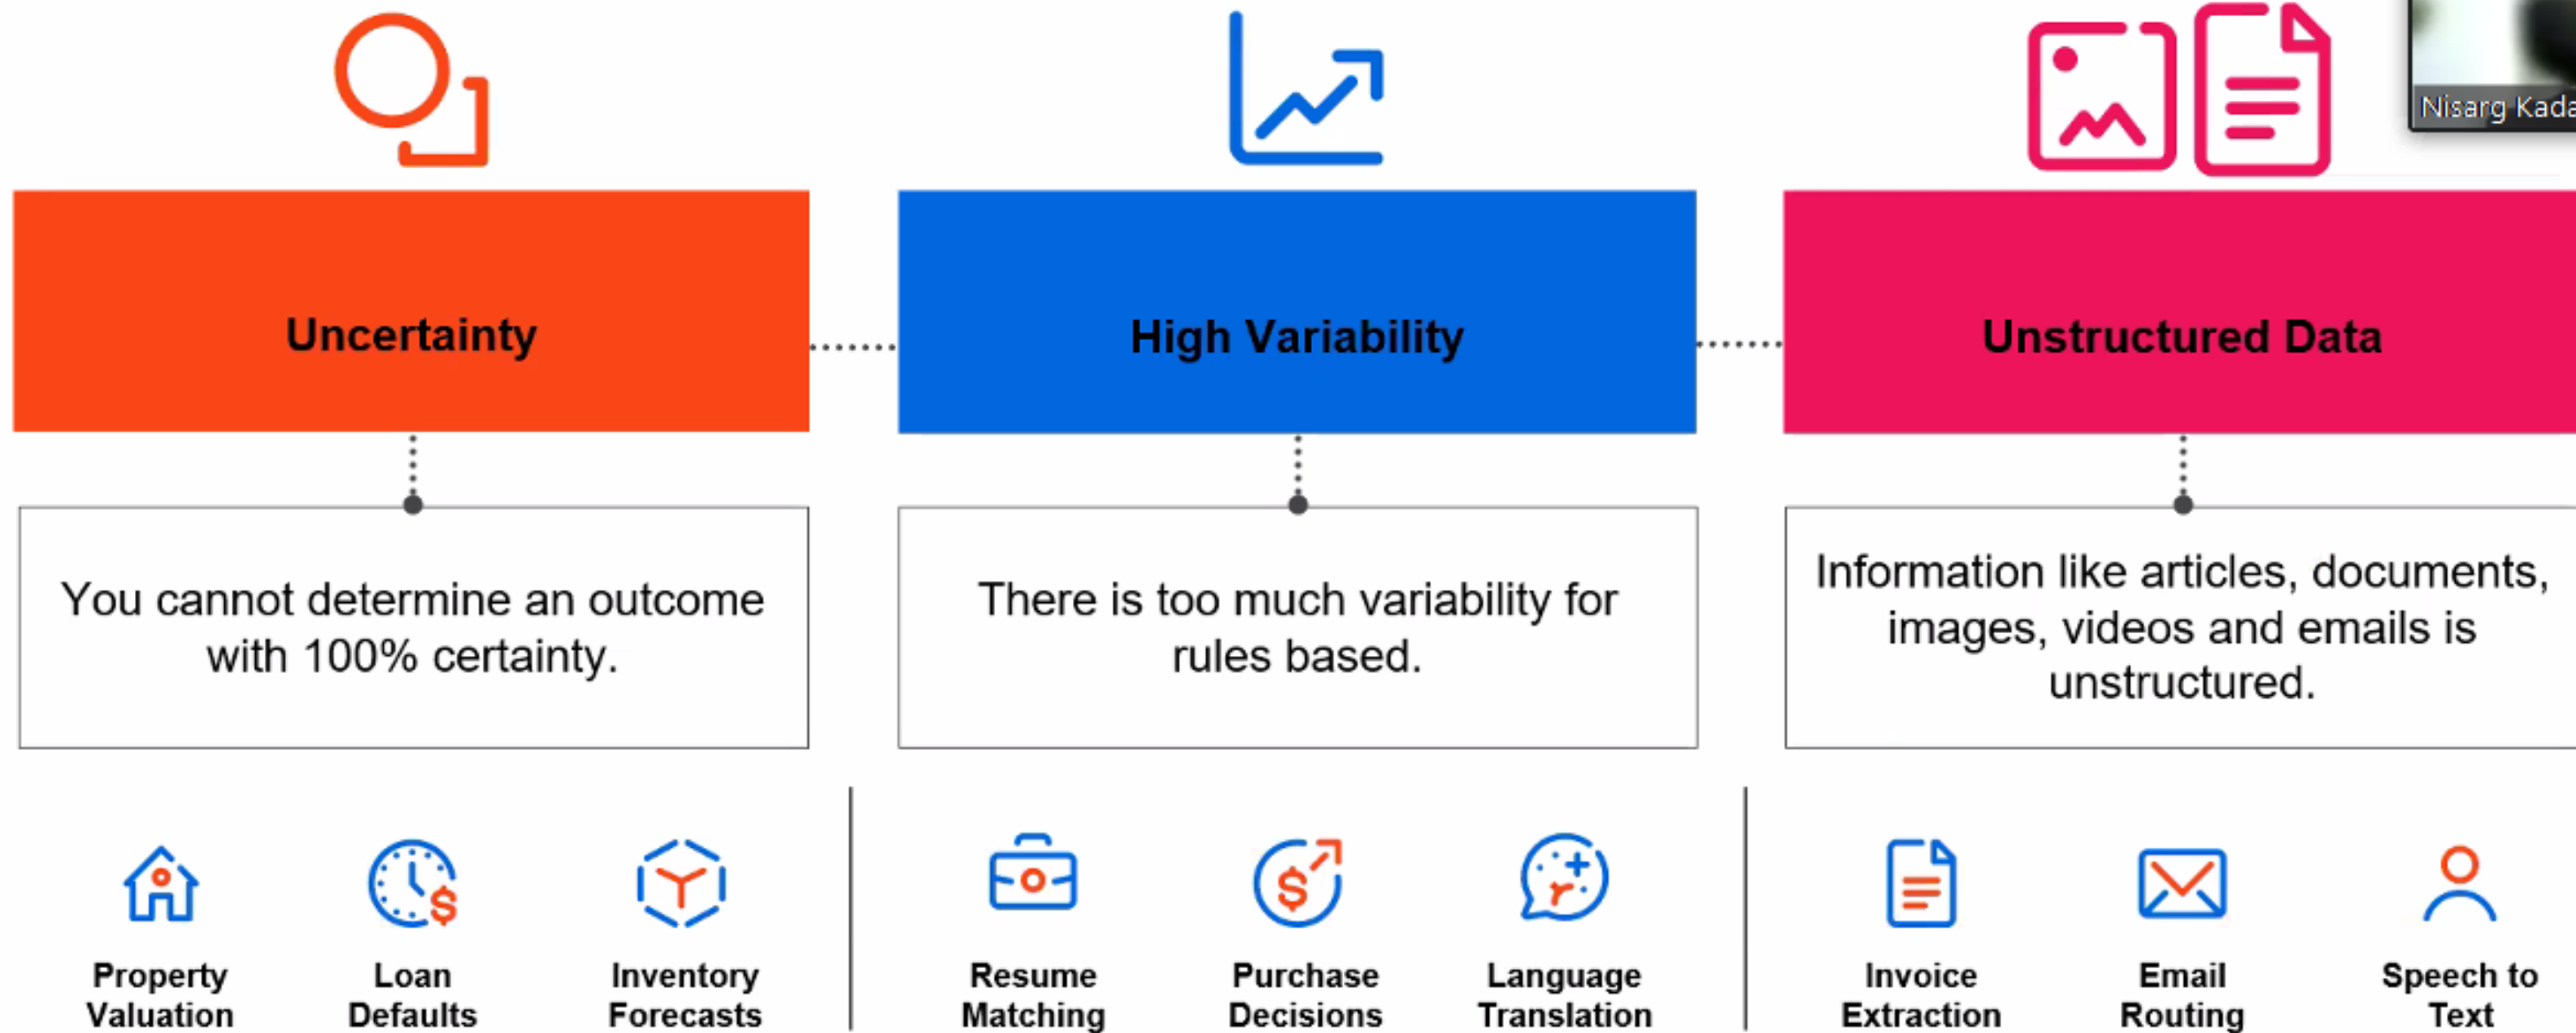 Nisarg Kada
Uncertainty
High Variability
Unstructured Data
You cannot determine an outcome
with 100% certainty.
There is too much variability for
rules based.
Information like articles, documents,
images, videos and emails is
unstructured.
Property
Valuation
Loan
Defaults
Inventory
Forecasts
Resume
Matching
Purchase
Decisions
Language
Translation
Invoice
Extraction
Email
Routing
Speech to
Text